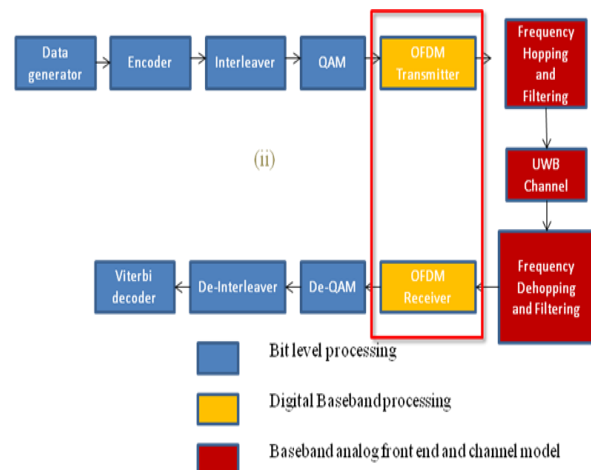 Data
generator
Encoder
Interleaver
QAM
OFDM
Transmitter
Frequency
Hopping
and
Filtering
(ii)
UWB
Channel
Viterbi
decoder
De-Interleaver
De-QAM
OFDM
Receiver
Frequency
Dehopping
and Filtering
Bit level processing
Digital Baseband processing
Baseband analog front end and channel model